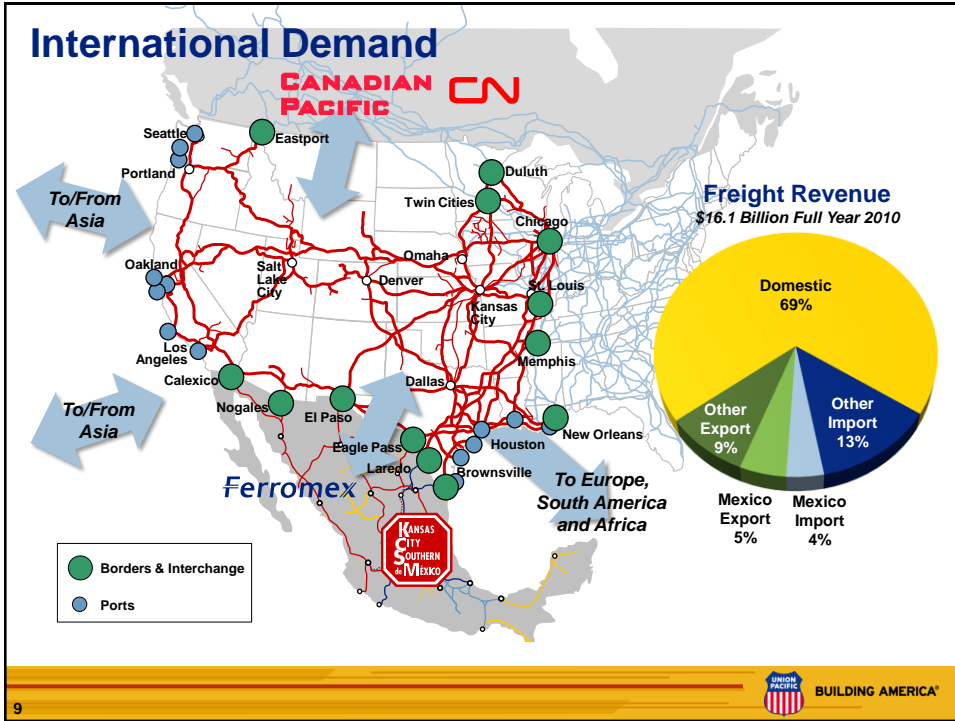 International Demand
CANADIAN
PACIFIC
CN
Seattle
Eastport
Portland
Duluth
Twin Cities
Chicago
To/From
Asia
Oakland
Salt
Lake
City
Omaha
Denver
St. Louis
Kansas
City
Los
Angeles
Memphis
Calexico
Dallas
Nogales
El Paso
To/From
Asia
New Orleans
Houston
Eagle Pass
Laredo
Brownsville
Ferromex
To Europe,
South America
and Africa
KANSAS
CITY
SOUTHERN
de MÉXICO
Borders & Interchange
Ports
Freight Revenue
$16.1 Billion Full Year 2010
Domestic
69%
Other
Export
9%
Other
Import
13%
Mexico
Export
5%
Mexico
Import
4%
9
UNION
PACIFIC
BUILDING AMERICA®